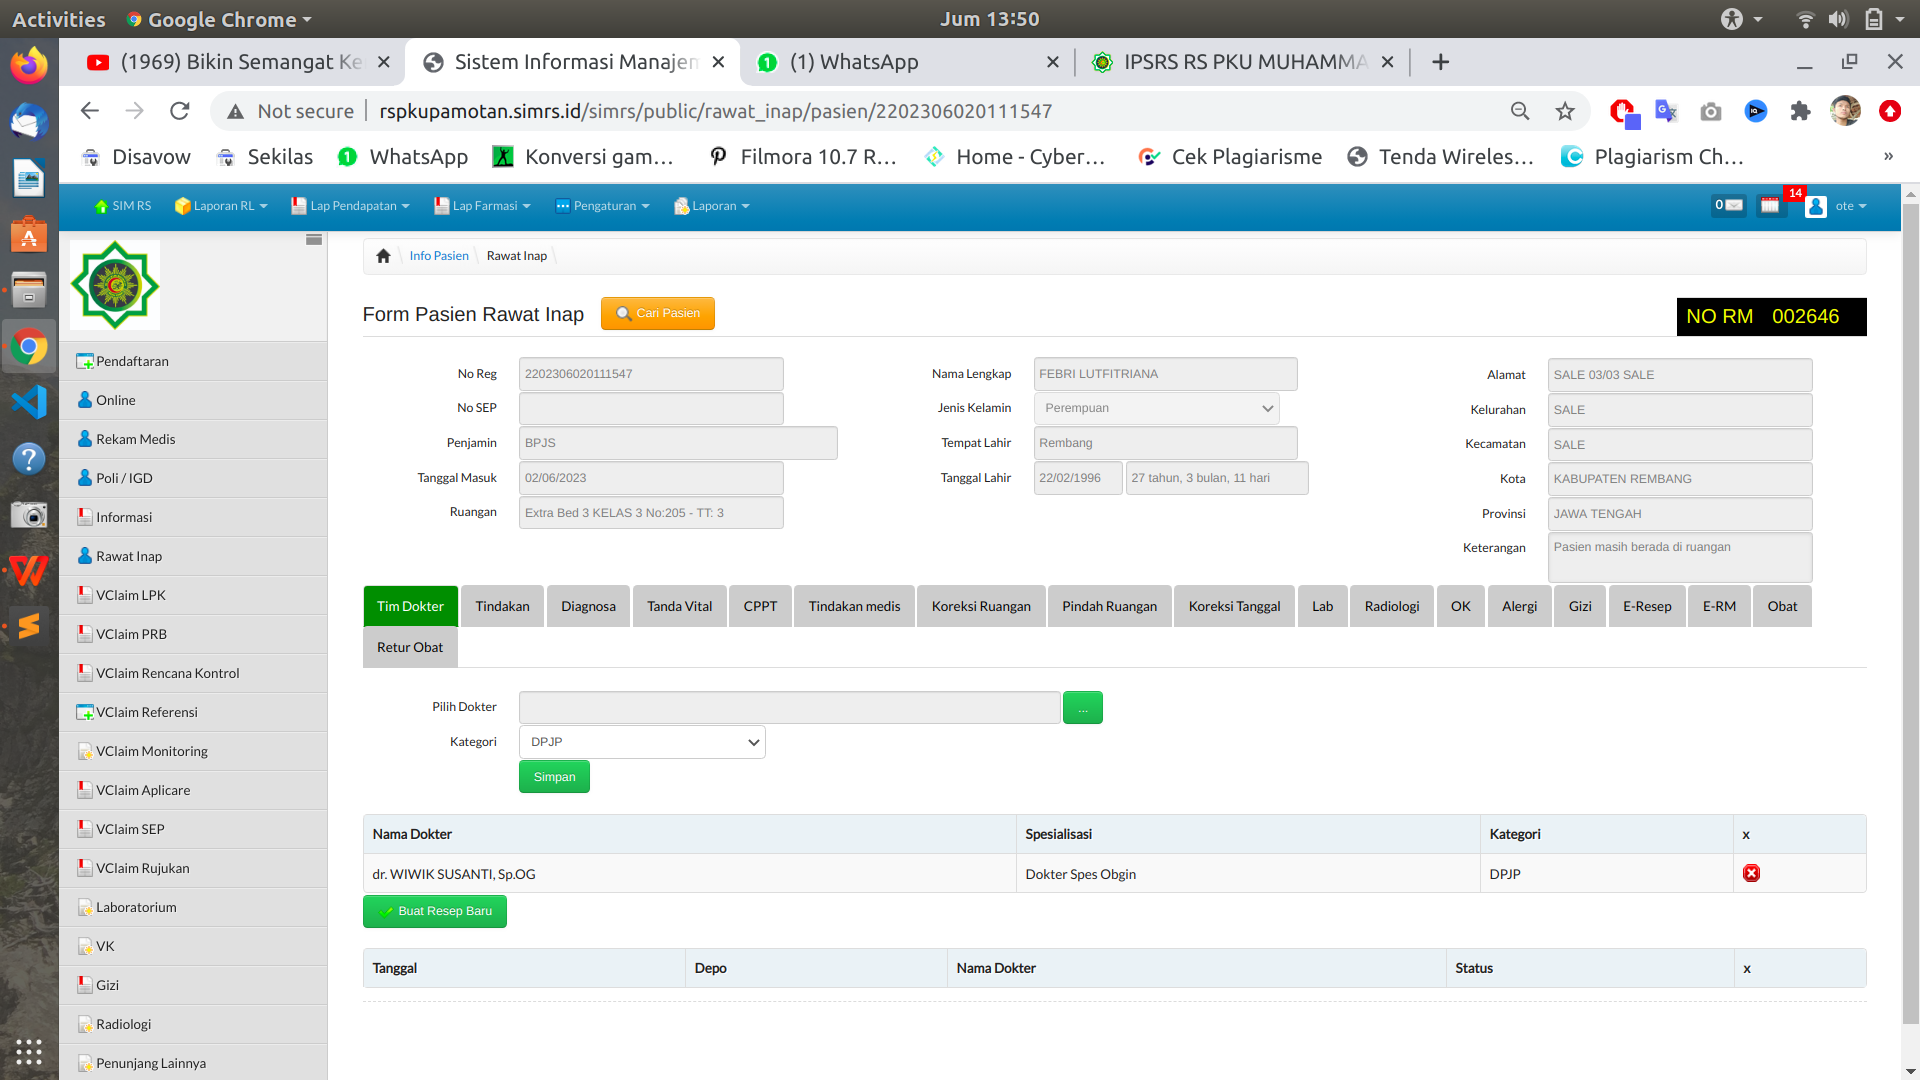 Activities
Google Chrome
Jum 13:50
(1969) Bikin Semangat Ke
Sistem Informasi Manajen
(1) WhatsApp
IPSRS RS PKU MUHAMMA
Not secure
rspkupamotan.simrs.id/simrs/public/rawat_inap/pasien/2202306020111547
Disavow
Sekilas
WhatsApp
Konversi gam...
Filmora 10.7 R...
Home - Cyber...
Cek Plagiarisme
Tenda Wireles...
Plagiarism Ch...
»
SIM RS
Laporan RL
Lap Pendapatan
Lap Farmasi
Pengaturan
Laporan
0
14
ote
Pendaftaran
Online
Rekam Medis
Poli / IGD
Informasi
Rawat Inap
VClaim LPK
VClaim PRB
VClaim Rencana Kontrol
VClaim Referensi
VClaim Monitoring
VClaim Aplicare
VClaim SEP
VClaim Rujukan
Laboratorium
VK
Gizi
Radiologi
Penunjang Lainnya
Info Pasien
Rawat Inap
Form Pasien Rawat Inap
Cari Pasien
NO RM 002646
No Reg 2202306020111547
No SEP
Penjamin BPJS
Tanggal Masuk 02/06/2023
Ruangan Extra Bed 3 KELAS 3 No:205 - TT: 3
Nama Lengkap FEBRI LUTFITRIANA
Jenis Kelamin Perempuan
Tempat Lahir Rembang
Tanggal Lahir 22/02/1996 27 tahun, 3 bulan, 11 hari
Alamat SALE 03/03 SALE
Kelurahan SALE
Kecamatan SALE
Kota KABUPATEN REMBANG
Provinsi JAWA TENGAH
Keterangan Pasien masih berada di ruangan
Tim Dokter
Tindakan
Diagnosa
Tanda Vital
CPPT
Tindakan medis
Koreksi Ruangan
Pindah Ruangan
Koreksi Tanggal
Lab
Radiologi
OK
Alergi
Gizi
E-Resep
E-RM
Obat
Retur Obat
Pilih Dokter
...
Kategori DPJP
Simpan
Nama Dokter Spesialisasi Kategori x
dr. WIWIK SUSANTI, Sp.OG Dokter Spes Obgin DPJP
Buat Resep Baru
Tanggal Depo Nama Dokter Status x